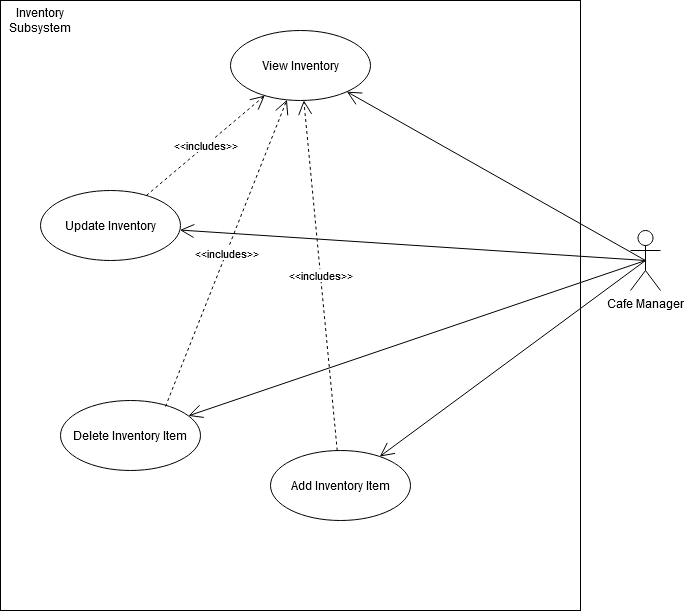 Inventory
Subsystem
View Inventory
<<includes>>
Update Inventory
<<includes>>
<<includes>>
Cafe Manager
Delete Inventory Item
Add Inventory Item